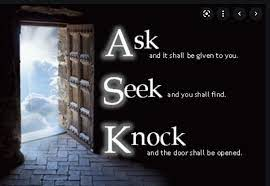 Ask
and it shall be given to you.
Seek and you shall find.
Knock
and the door shall be opened.